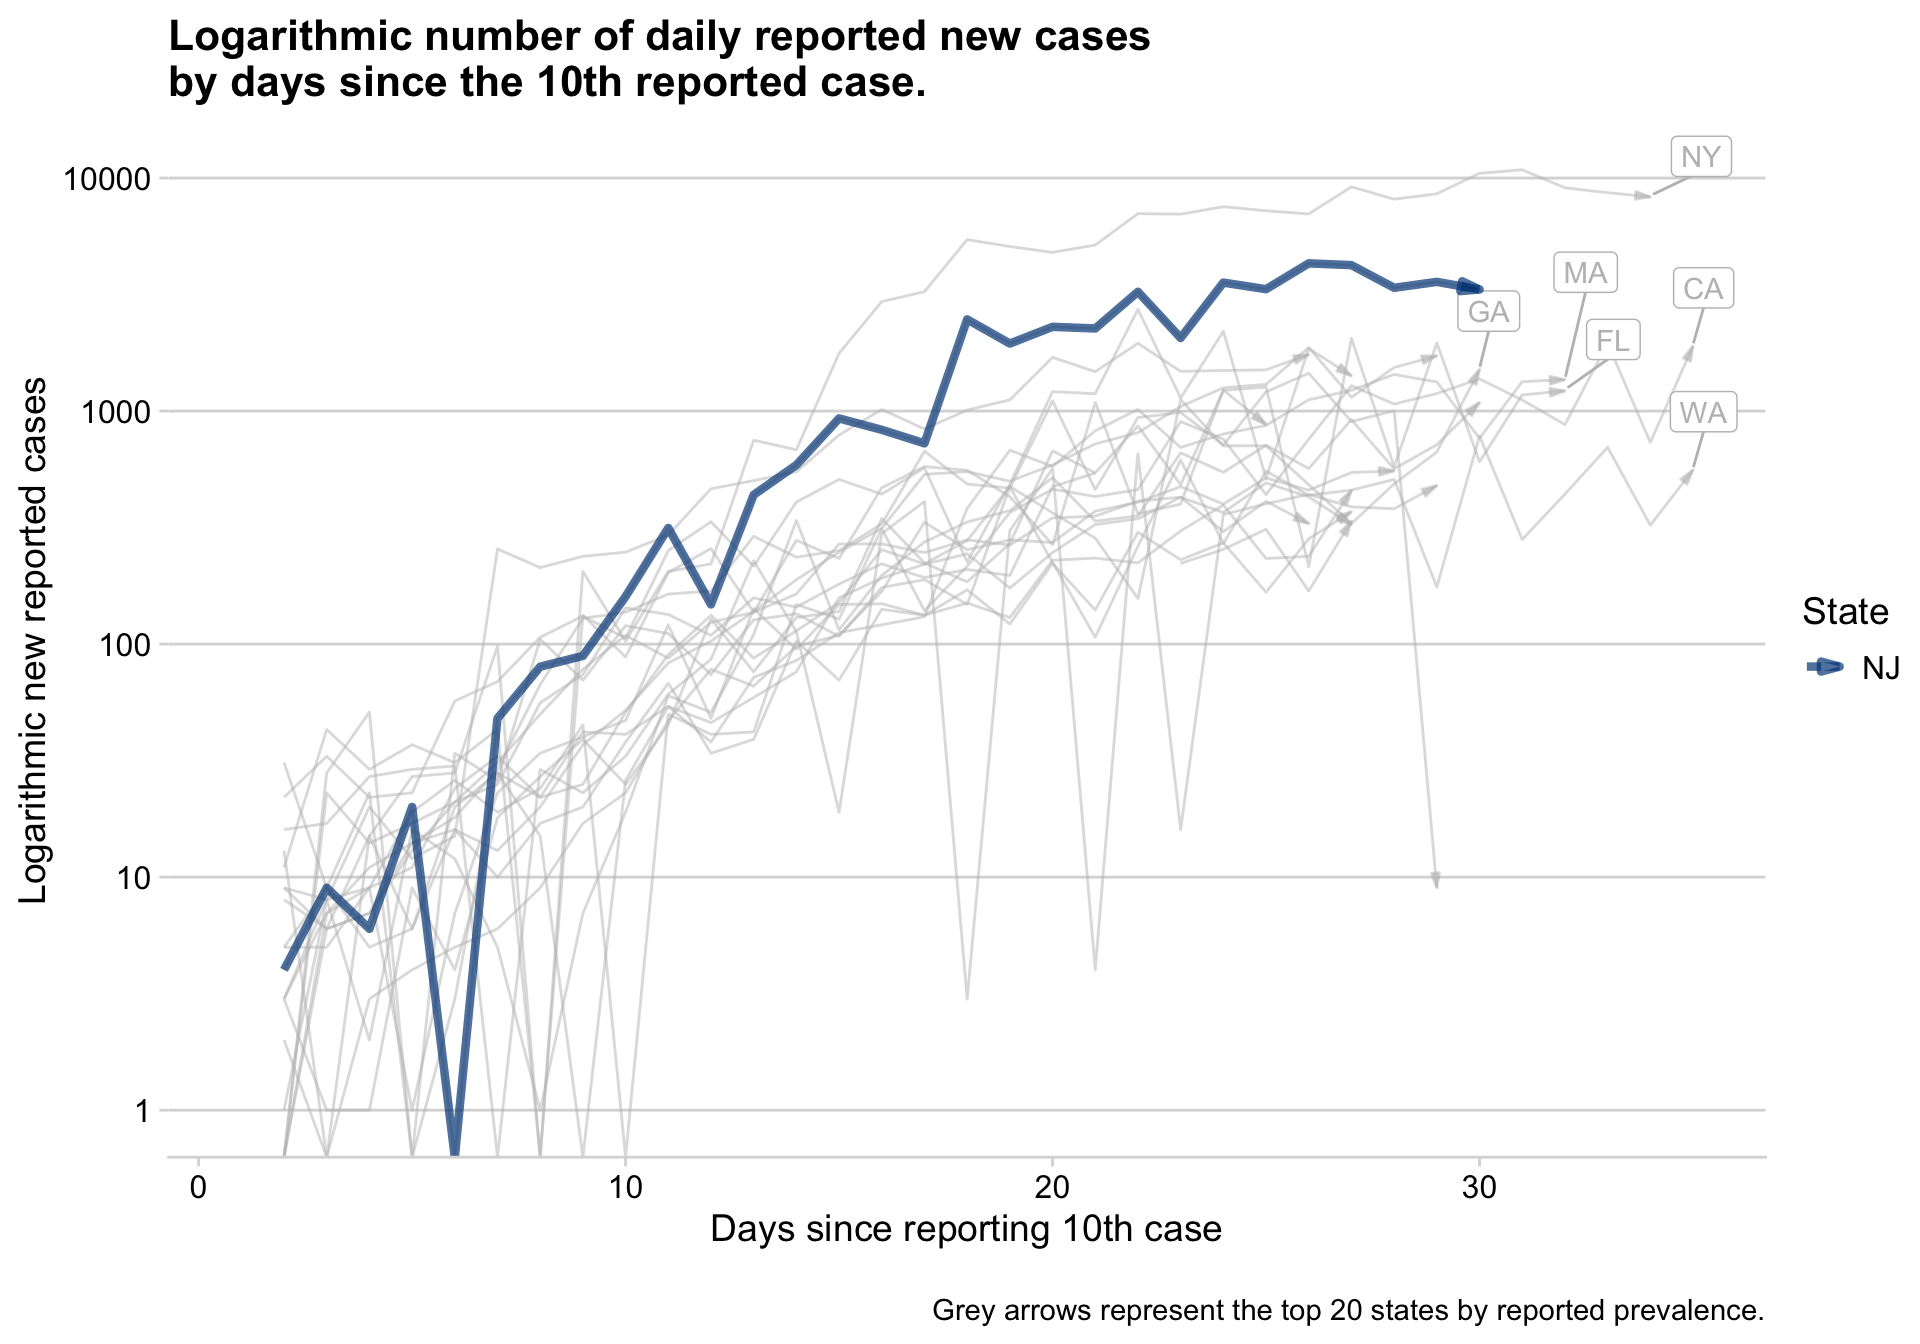 Logarithmic number of daily reported new cases
by days since the 10th reported case.
Logarithmic new reported cases
10000
1000
100
10
1
NY
MA
CA
GA
FL
WA
State
NJ
0
10
20
30
Days since reporting 10th case
Grey arrows represent the top 20 states by reported prevalence.